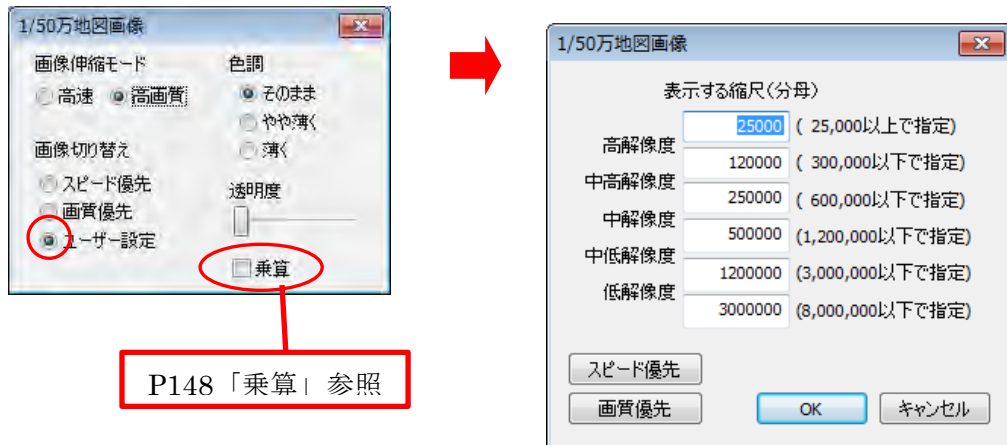 1/50万地図画像
画像伸縮モード
高速 高画質
画像切り替え
スピード優先
画質優先
ユーザー設定
色調
そのまま
やや薄く
薄く
透明度
乗算
P148「乗算」参照
1/50万地図画像
表示する縮尺(分母)
25000 ( 25,000以上で指定)
高解像度
120000 ( 300,000以下で指定)
中高解像度
250000 ( 600,000以下で指定)
中解像度
500000 (1,200,000以下で指定)
中低解像度
1200000 (3,000,000以下で指定)
低解像度
3000000 (8,000,000以下で指定)
スピード優先
画質優先 OK キャンセル